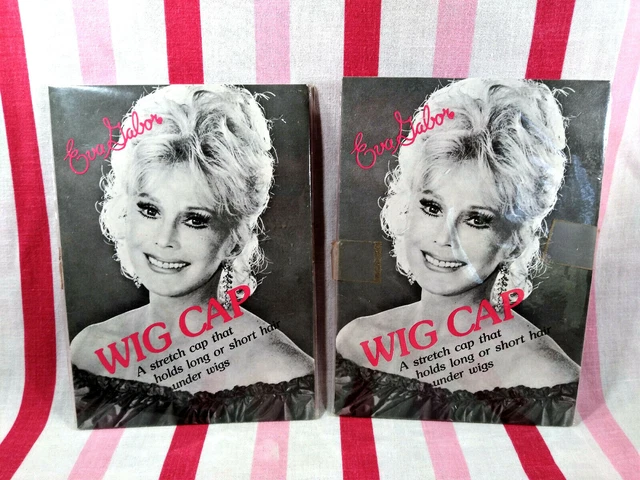 Eva Gabor
WIG CAP
A stretch cap that
holds long or short hair
under wigs
Eva Gabor
WIG CAP
A stretch cap that
holds long or short hair
under wigs